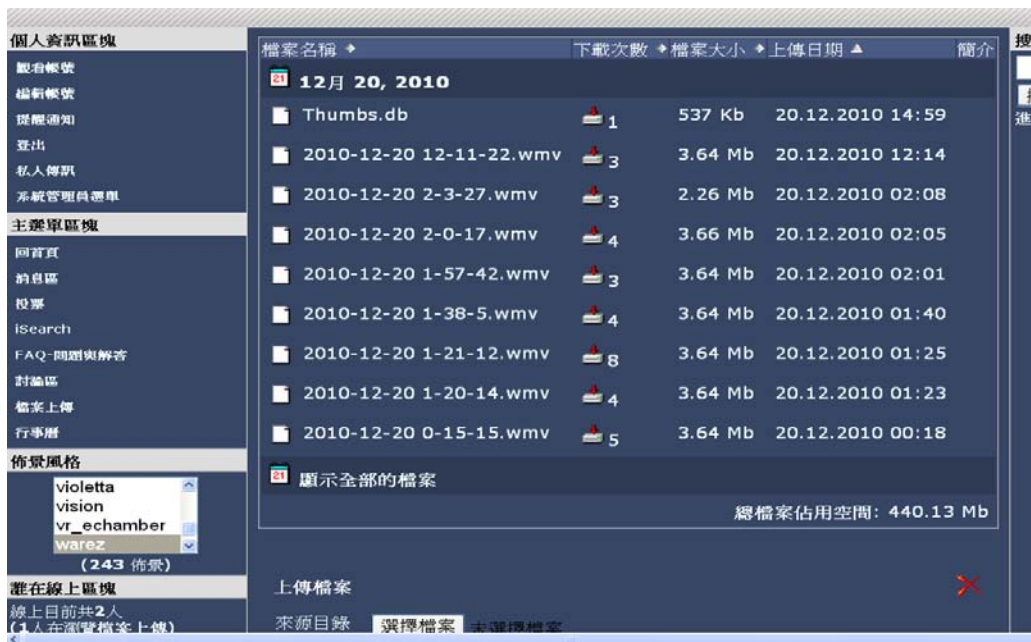 個人資訊區塊
觀看帳號
編輯帳號
提醒通知
登出
私人傳訊
系統管理員選單
主選單區塊
回首頁
消息區
投票
iSearch
FAQ-問題與解答
討論區
檔案上傳
行事曆
佈景風格
violetta
vision
vr_echamber
warez
(243 佈景)
誰在線上區塊
線上目前共2人
(1人在瀏覽檔案上傳)
檔案名稱 下載次數 檔案大小 上傳日期 簡介
12月 20, 2010
Thumbs.db 1 537 Kb 20.12.2010 14:59
2010-12-20 12-11-22.wmv 3 3.64 Mb 20.12.2010 12:14
2010-12-20 2-3-27.wmv 3 2.26 Mb 20.12.2010 02:08
2010-12-20 2-0-17.wmv 4 3.66 Mb 20.12.2010 02:05
2010-12-20 1-57-42.wmv 3 3.64 Mb 20.12.2010 02:01
2010-12-20 1-38-5.wmv 4 3.64 Mb 20.12.2010 01:40
2010-12-20 1-21-12.wmv 8 3.64 Mb 20.12.2010 01:25
2010-12-20 1-20-14.wmv 4 3.64 Mb 20.12.2010 01:23
2010-12-20 0-15-15.wmv 5 3.64 Mb 20.12.2010 00:18
顯示全部的檔案
總檔案佔用空間: 440.13 Mb
上傳檔案
來源目錄 選擇檔案 未選擇檔案
搜
進